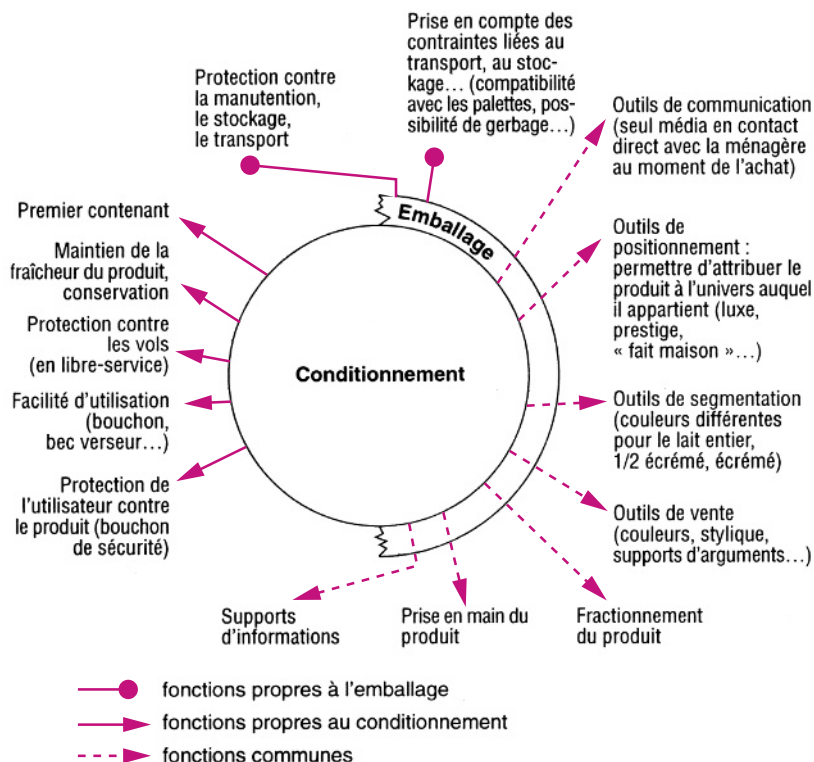 Protection contre
la manutention,
le stockage,
le transport
Prise en compte des
contraintes liées au
transport, au stoc-
kage... (compatibilité
avec les palettes, pos-
sibilité de gerbage...)
Outils de communication
(seul média en contact
direct avec la ménagère
au moment de l'achat)
Outils de
positionnement :
permettre d'attribuer le
produit à l'univers auquel
il appartient (luxe,
prestige,
« fait maison »...)
Outils de segmentation
(couleurs différentes
pour le lait entier,
1/2 écrémé, écrémé)
Outils de vente
(couleurs, stylique,
supports d'arguments...)
Fractionnement
du produit
Prise en main du
produit
Supports
d'informations
Premier contenant
Maintien de la
fraîcheur du produit,
conservation
Protection contre
les vols
(en libre-service)
Facilité d'utilisation
(bouchon,
bec verseur...)
Protection de
l'utilisateur contre
le produit (bouchon
de sécurité)
Emballage
Conditionnement
fonctions propres à l'emballage
fonctions propres au conditionnement
fonctions communes